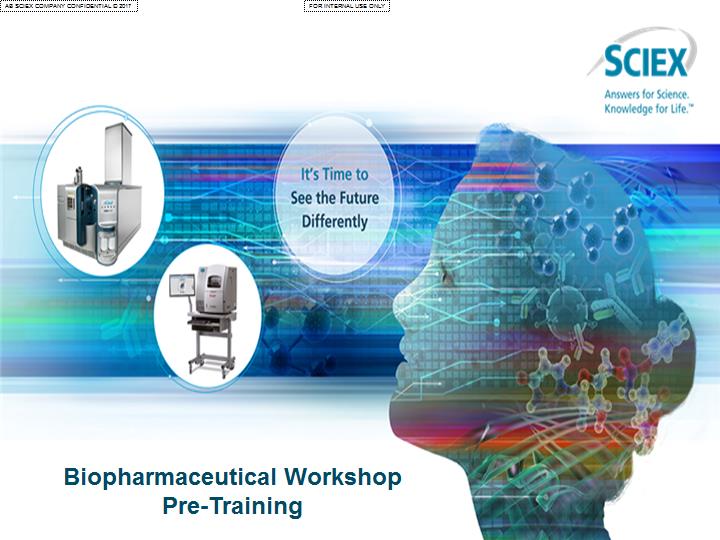 AB SCIEX COMPANY CONFIDENTIAL © 2017
FOR INTERNAL USE ONLY
SCIEX
Answers for Science.
Knowledge for Life.™
It's Time to
See the Future
Differently
Biopharmaceutical Workshop
Pre-Training